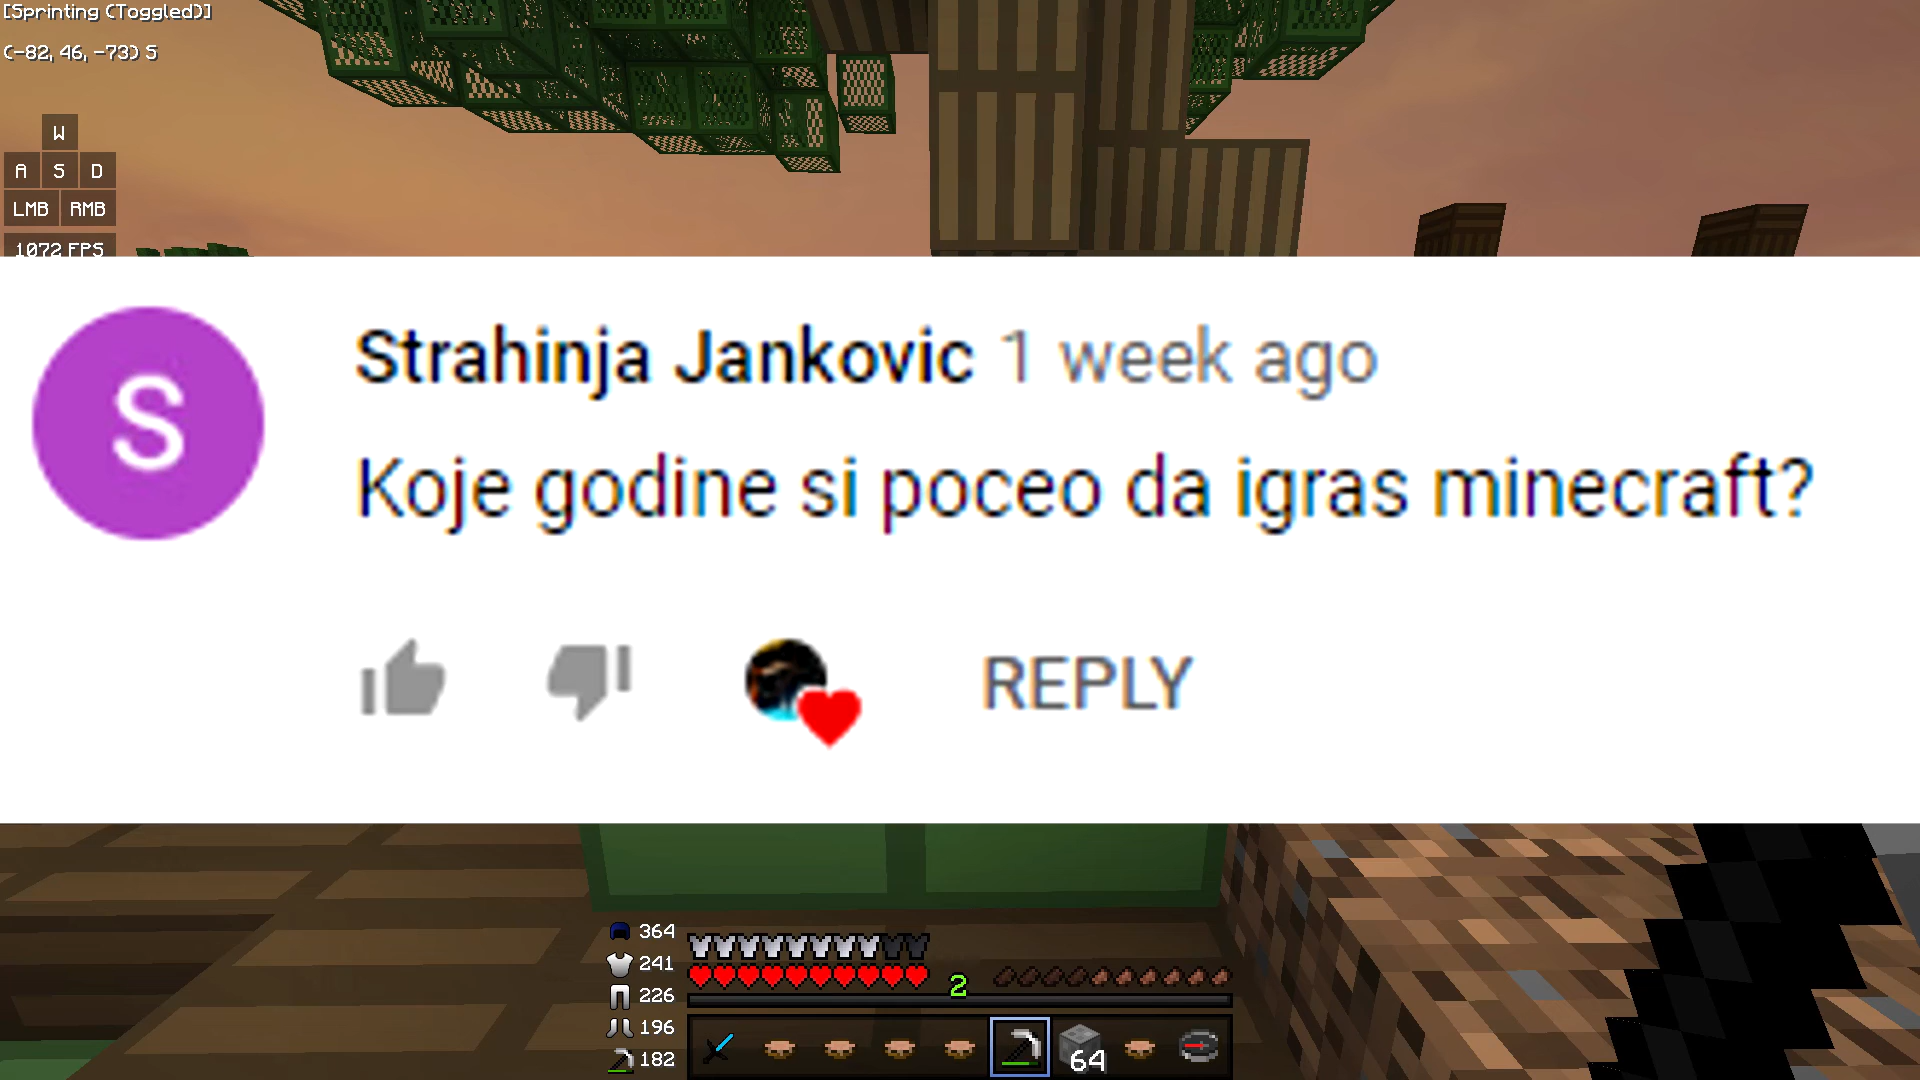 [Sprinting (Toggled)]
(-82, 46, -73) S
W
A S D
LMB RMB
1072 FPS
S
Strahinja Jankovic 1 week ago
Koje godine si poceo da igras minecraft?
REPLY
364
241
226
196
182
2
64